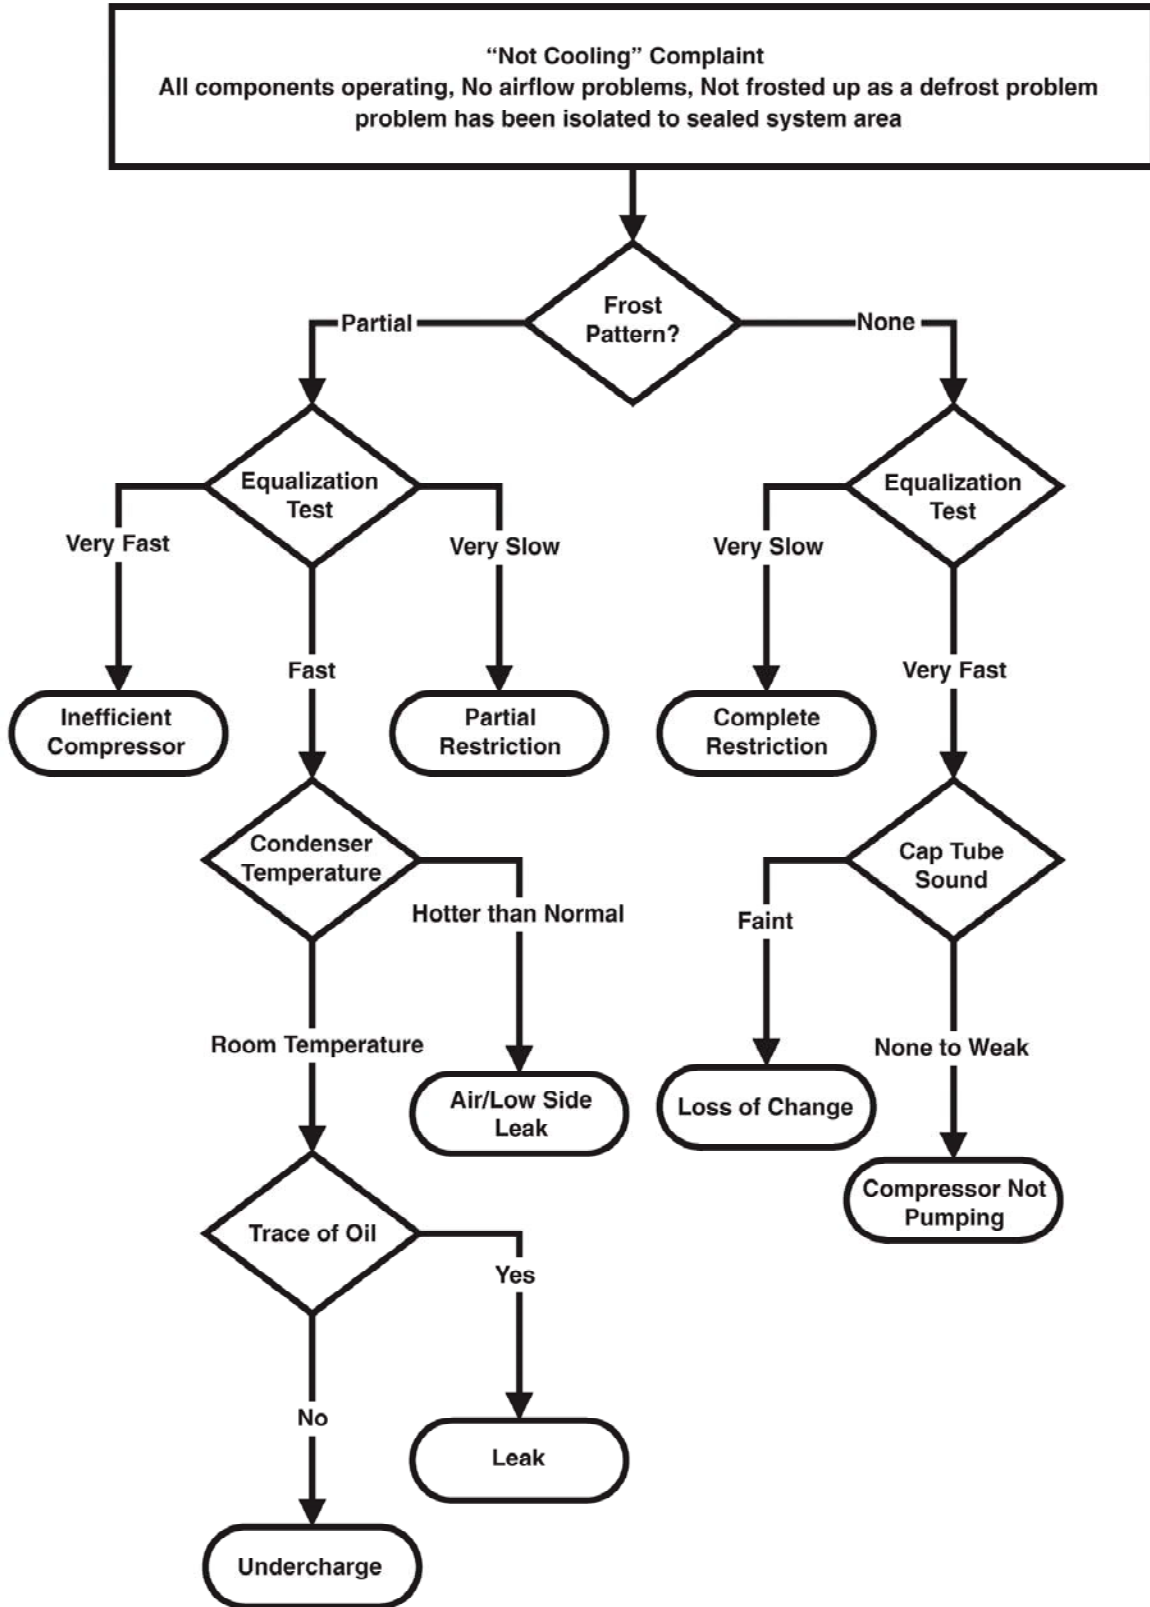 “Not Cooling” Complaint
All components operating, No airflow problems, Not frosted up as a defrost problem
problem has been isolated to sealed system area
Frost
Pattern?
Partial
None
Equalization
Test
Equalization
Test
Very Fast
Very Slow
Very Slow
Fast
Very Fast
Inefficient
Compressor
Partial
Restriction
Complete
Restriction
Condenser
Temperature
Cap Tube
Sound
Hotter than Normal
Faint
Room Temperature
None to Weak
Air/Low Side
Leak
Loss of Change
Compressor Not
Pumping
Trace of Oil
Yes
No
Leak
Undercharge